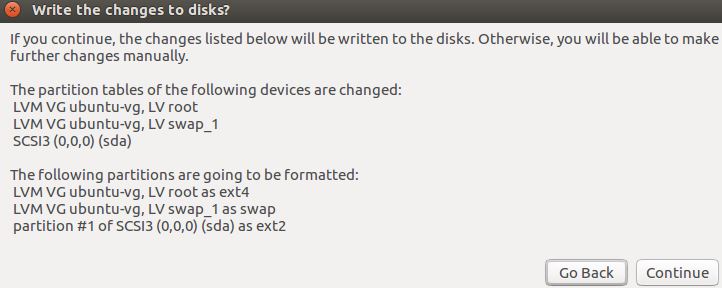 Write the changes to disks?
If you continue, the changes listed below will be written to the disks. Otherwise, you will be able to make
further changes manually.
The partition tables of the following devices are changed:
LVM VG ubuntu-vg, LV root
LVM VG ubuntu-vg, LV swap_1
SCSI3 (0,0,0) (sda)
The following partitions are going to be formatted:
LVM VG ubuntu-vg, LV root as ext4
LVM VG ubuntu-vg, LV swap_1 as swap
partition #1 of SCSI3 (0,0,0) (sda) as ext2
Go Back Continue